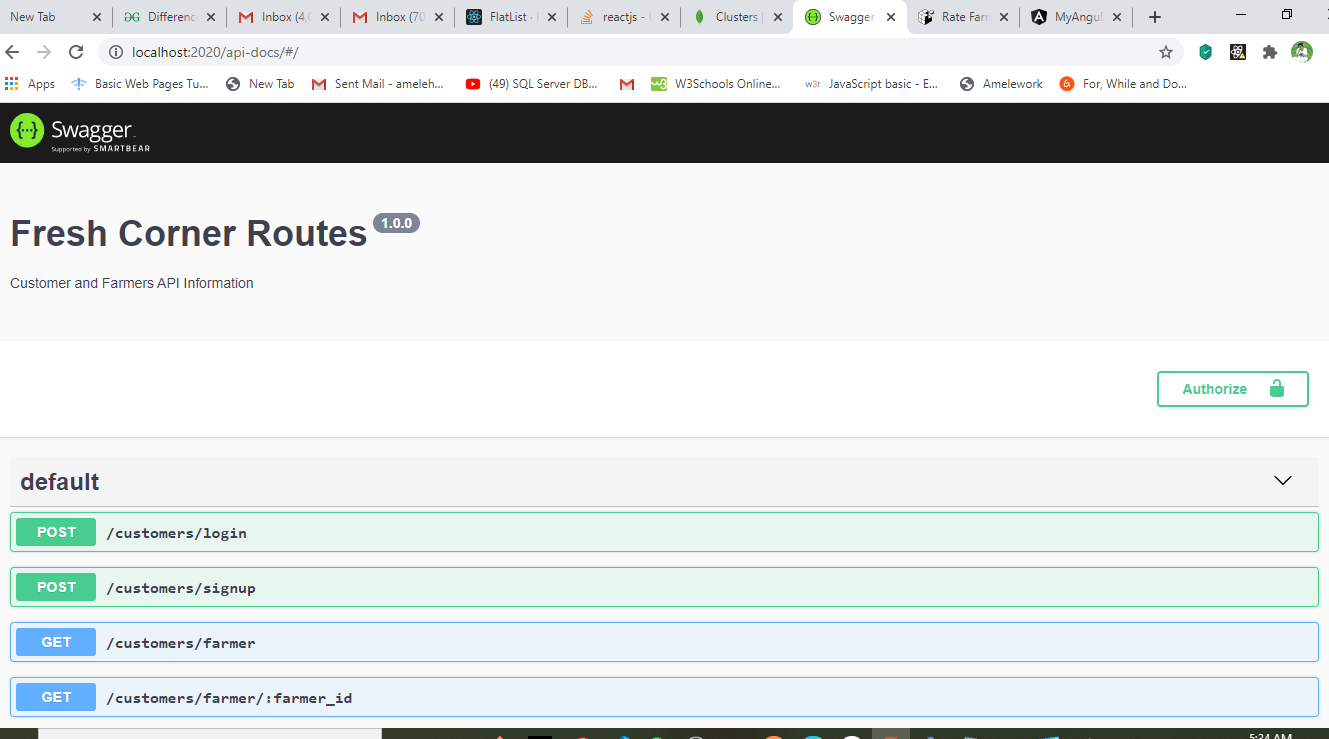 New Tab
Differenc
Inbox (4,0
Inbox (70
FlatList ·
reactjs -
Clusters
Swagger
Rate Farm
MyAngul
localhost:2020/api-docs/#/
Apps
Basic Web Pages Tu...
New Tab
Sent Mail - ameleh...
(49) SQL Server DB...
W3Schools Online...
w3r
JavaScript basic - E...
Amelework
For, While and Do...
{··}
Swagger.
Supported by SMARTBEAR
Fresh Corner Routes 1.0.0
Customer and Farmers API Information
Authorize
default
POST /customers/login
POST /customers/signup
GET /customers/farmer
GET /customers/farmer/:farmer_id
5:34 AM